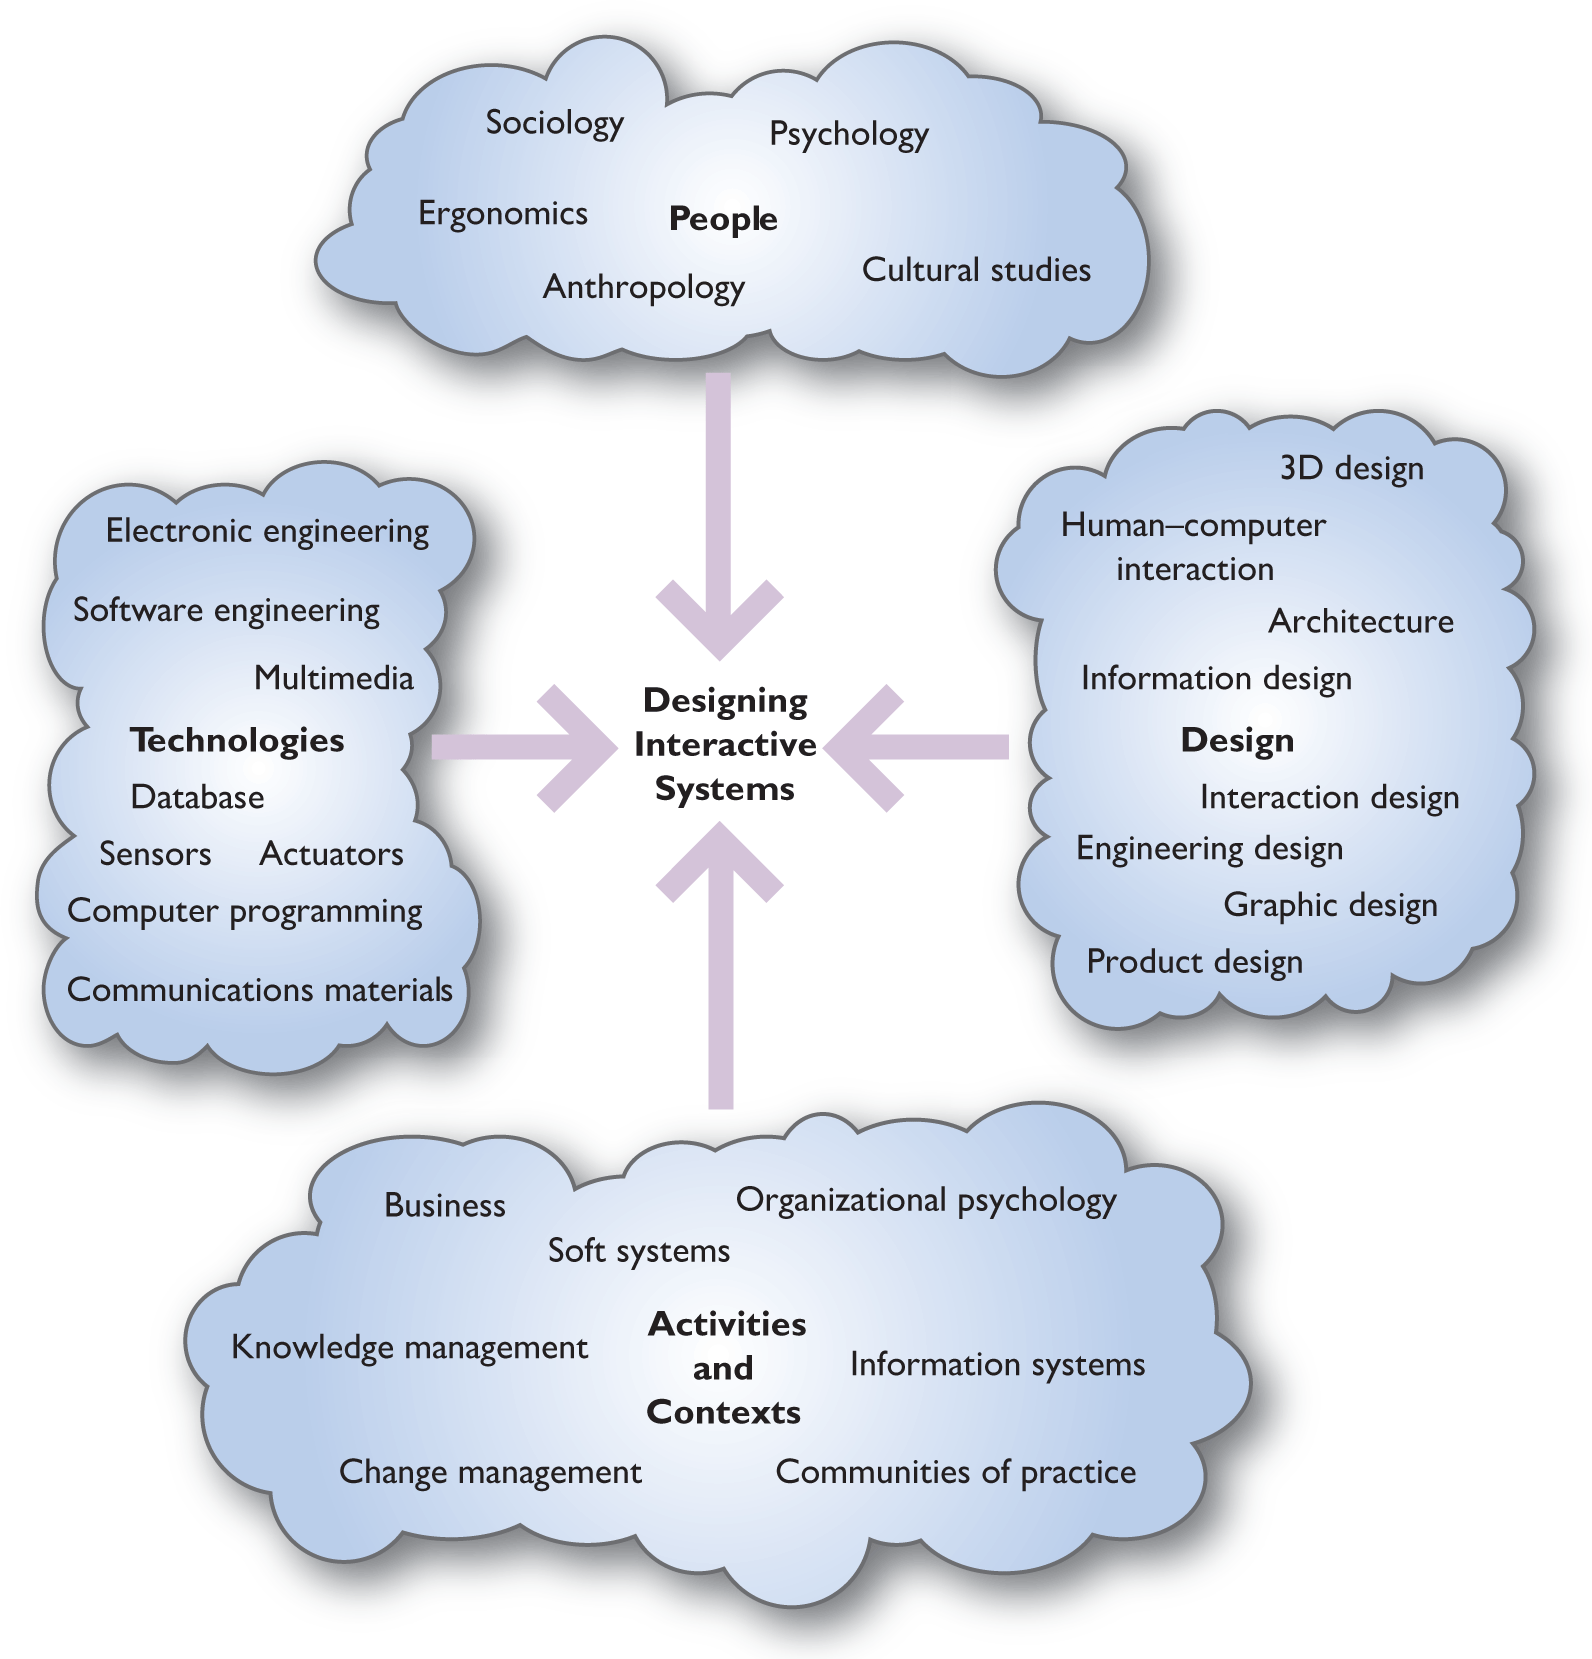 Sociology
Psychology
Ergonomics
People
Anthropology
Cultural studies
Electronic engineering
Software engineering
Multimedia
Technologies
Database
Sensors
Actuators
Computer programming
Communications materials
Designing
Interactive
Systems
3D design
Human–computer
interaction
Architecture
Information design
Design
Interaction design
Engineering design
Graphic design
Product design
Business
Organizational psychology
Soft systems
Knowledge management
Activities
and
Contexts
Information systems
Change management
Communities of practice